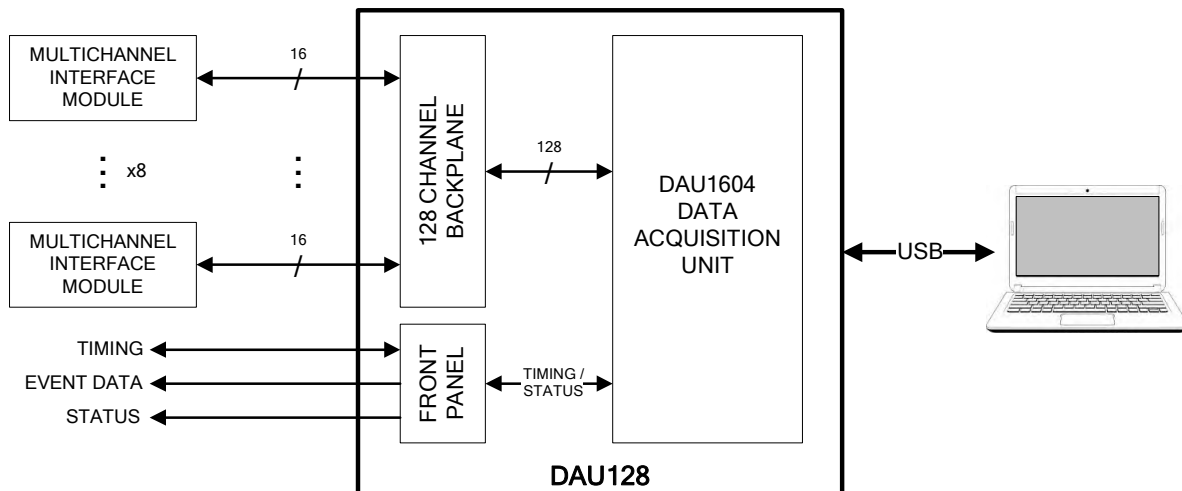 MULTICHANNEL
INTERFACE
MODULE
16
x8
MULTICHANNEL
INTERFACE
MODULE
16
128 CHANNEL
BACKPLANE
128
DAU1604
DATA
ACQUISITION
UNIT
USB
TIMING
EVENT DATA
STATUS
FRONT
PANEL
TIMING /
STATUS
DAU128